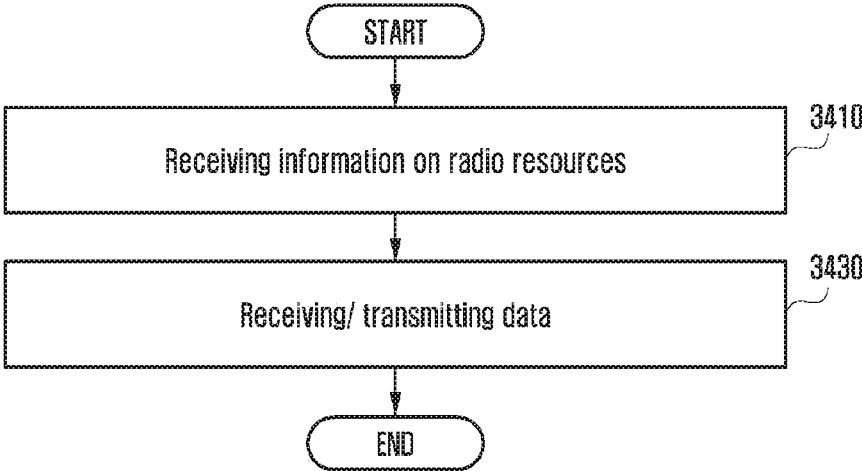 START
3410
Receiving information on radio resources
3430
Receiving/ transmitting data
END